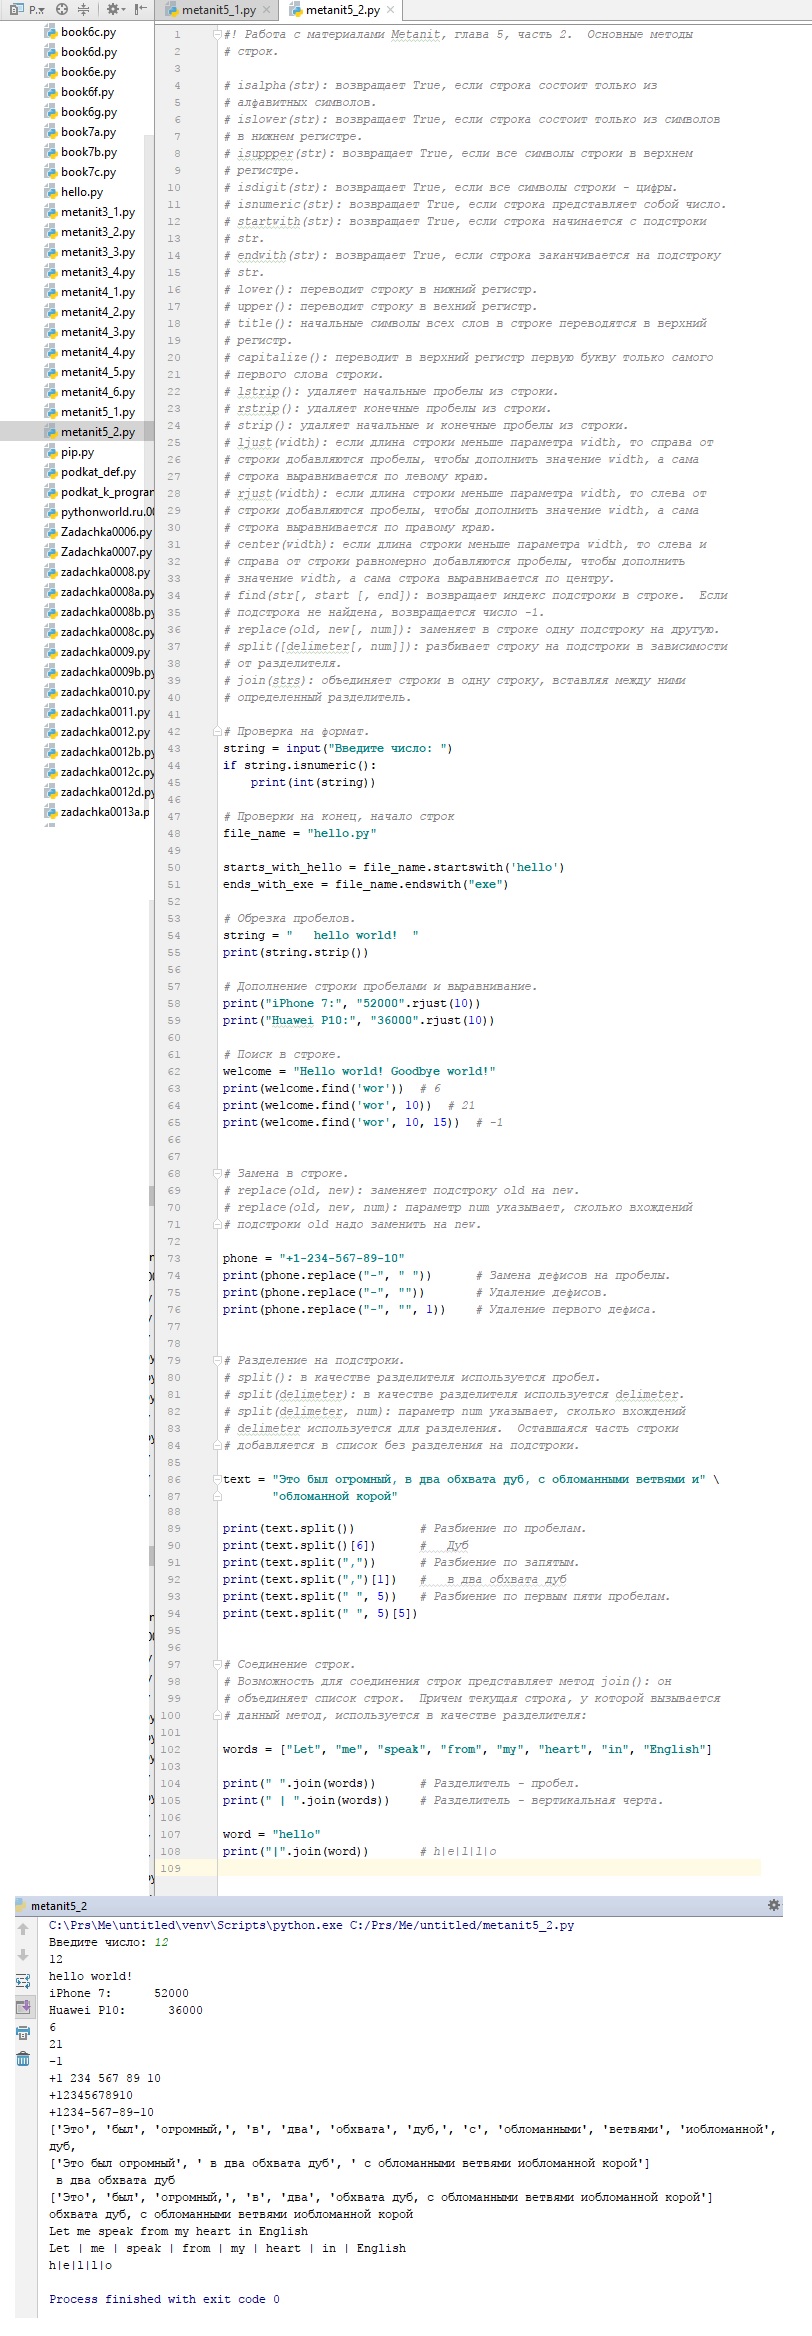 P..
metanit5_1.py
metanit5_2.py
book6c.py
book6d.py
book6e.py
book6f.py
book6g.py
book7a.py
book7b.py
book7c.py
hello.py
metanit3_1.py
metanit3_2.py
metanit3_3.py
metanit3_4.py
metanit4_1.py
metanit4_2.py
metanit4_3.py
metanit4_4.py
metanit4_5.py
metanit4_6.py
metanit5_1.py
metanit5_2.py
pip.py
podkat_def.py
podkat_k_progran
pythonworld.ru.00
Zadachka0006.py
Zadachka0007.py
zadachka0008.py
zadachka0008a.py
zadachka0008b.py
zadachka0008c.py
zadachka0009.py
zadachka0009b.py
zadachka0010.py
zadachka0011.py
zadachka0012.py
zadachka0012b.py
zadachka0012c.py
zadachka0012d.py
zadachka0013a.p
1 #! Работа с материалами Metanit, глава 5, часть 2.  Основные методы
2 # строк.
3
4 # isalpha(str): возвращает True, если строка состоит только из
5 # алфавитных символов.
6 # islover(str): возвращает True, если строка состоит только из символов
7 # в нижнем регистре.
8 # isuppper(str): возвращает True, если все символы строки в верхнем
9 # регистре.
10 # isdigit(str): возвращает True, если все символы строки - цифры.
11 # isnumeric(str): возвращает True, если строка представляет собой число.
12 # startwith(str): возвращает True, если строка начинается с подстроки
13 # str.
14 # endwith(str): возвращает True, если строка заканчивается на подстроку
15 # str.
16 # lover(): переводит строку в нижний регистр.
17 # upper(): переводит строку в вехний регистр.
18 # title(): начальные символы всех слов в строке переводятся в верхний
19 # регистр.
20 # capitalize(): переводит в верхний регистр первую букву только самого
21 # первого слова строки.
22 # lstrip(): удаляет начальные пробелы из строки.
23 # rstrip(): удаляет конечные пробелы из строки.
24 # strip(): удаляет начальные и конечные пробелы из строки.
25 # ljust(width): если длина строки меньше параметра width, то справа от
26 # строки добавляются пробелы, чтобы дополнить значение width, а сама
27 # строка выравнивается по левому краю.
28 # rjust(width): если длина строки меньше параметра width, то слева от
29 # строки добавляются пробелы, чтобы дополнить значение width, а сама
30 # строка выравнивается по правому краю.
31 # center(width): если длина строки меньше параметра width, то слева и
32 # справа от строки равномерно добавляются пробелы, чтобы дополнить
33 # значение width, а сама строка выравнивается по центру.
34 # find(str[, start [, end]): возвращает индекс подстроки в строке.  Если
35 # подстрока не найдена, возвращается число -1.
36 # replace(old, new[, num]): заменяет в строке одну подстроку на другую.
37 # split([delimeter[, num]]): разбивает строку на подстроки в зависимости
38 # от разделителя.
39 # join(strs): объединяет строки в одну строку, вставляя между ними
40 # определенный разделитель.
41
42 # Проверка на формат.
43 string = input("Введите число: ")
44 if string.isnumeric():
45     print(int(string))
46
47 # Проверки на конец, начало строк
48 file_name = "hello.py"
49
50 starts_with_hello = file_name.startswith('hello')
51 ends_with_exe = file_name.endswith("exe")
52
53 # Обрезка пробелов.
54 string = "   hello world!  "
55 print(string.strip())
56
57 # Дополнение строки пробелами и выравнивание.
58 print("iPhone 7:", "52000".rjust(10))
59 print("Huawei P10:", "36000".rjust(10))
60
61 # Поиск в строке.
62 welcome = "Hello world! Goodbye world!"
63 print(welcome.find('wor'))  # 6
64 print(welcome.find('wor', 10))  # 21
65 print(welcome.find('wor', 10, 15))  # -1
66
67
68 # Замена в строке.
69 # replace(old, new): заменяет подстроку old на new.
70 # replace(old, new, num): параметр num указывает, сколько вхождений
71 # подстроки old надо заменить на new.
72
73 phone = "+1-234-567-89-10"
74 print(phone.replace("-", " "))      # Замена дефисов на пробелы.
75 print(phone.replace("-", ""))       # Удаление дефисов.
76 print(phone.replace("-", "", 1))    # Удаление первого дефиса.
77
78
79 # Разделение на подстроки.
80 # split(): в качестве разделителя используется пробел.
81 # split(delimeter): в качестве разделителя используется delimeter.
82 # split(delimeter, num): параметр num указывает, сколько вхождений
83 # delimeter используется для разделения.  Оставшаяся часть строки
84 # добавляется в список без разделения на подстроки.
85
86 text = "Это был огромный, в два обхвата дуб, с обломанными ветвями и" \
87        "обломанной корой"
88
89 print(text.split())         # Разбиение по пробелам.
90 print(text.split()[6])      #   Дуб
91 print(text.split(","))      # Разбиение по запятым.
92 print(text.split(",")[1])   #   в два обхвата дуб
93 print(text.split(" ", 5))   # Разбиение по первым пяти пробелам.
94 print(text.split(" ", 5)[5])
95
96
97 # Соединение строк.
98 # Возможность для соединения строк представляет метод join(): он
99 # объединяет список строк.  Причем текущая строка, у которой вызывается
100 # данный метод, используется в качестве разделителя:
101
102 words = ["Let", "me", "speak", "from", "my", "heart", "in", "English"]
103
104 print(" ".join(words))      # Разделитель - пробел.
105 print(" | ".join(words))    # Разделитель - вертикальная черта.
106
107 word = "hello"
108 print("|".join(word))       # h|e|l|l|o
109
metanit5_2
C:\Prs\Me\untitled\venv\Scripts\python.exe C:/Prs/Me/untitled/metanit5_2.py
Введите число: 12
12
hello world!
iPhone 7:      52000
Huawei P10:      36000
6
21
-1
+1 234 567 89 10
+12345678910
+1234-567-89-10
['Это', 'был', 'огромный,', 'в', 'два', 'обхвата', 'дуб,', 'с', 'обломанными', 'ветвями', 'иобломанной',
дуб,
['Это был огромный', ' в два обхвата дуб', ' с обломанными ветвями иобломанной корой']
 в два обхвата дуб
['Это', 'был', 'огромный,', 'в', 'два', 'обхвата дуб, с обломанными ветвями иобломанной корой']
обхвата дуб, с обломанными ветвями иобломанной корой
Let me speak from my heart in English
Let | me | speak | from | my | heart | in | English
h|e|l|l|o
Process finished with exit code 0